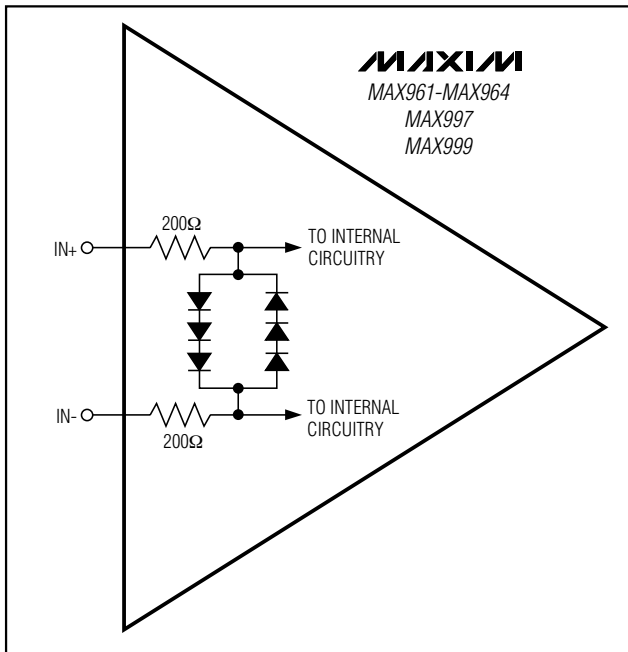 MAXIM
MAX961-MAX964
MAX997
MAX999
200Ω
IN+
TO INTERNAL
CIRCUITRY
IN-
TO INTERNAL
CIRCUITRY
200Ω